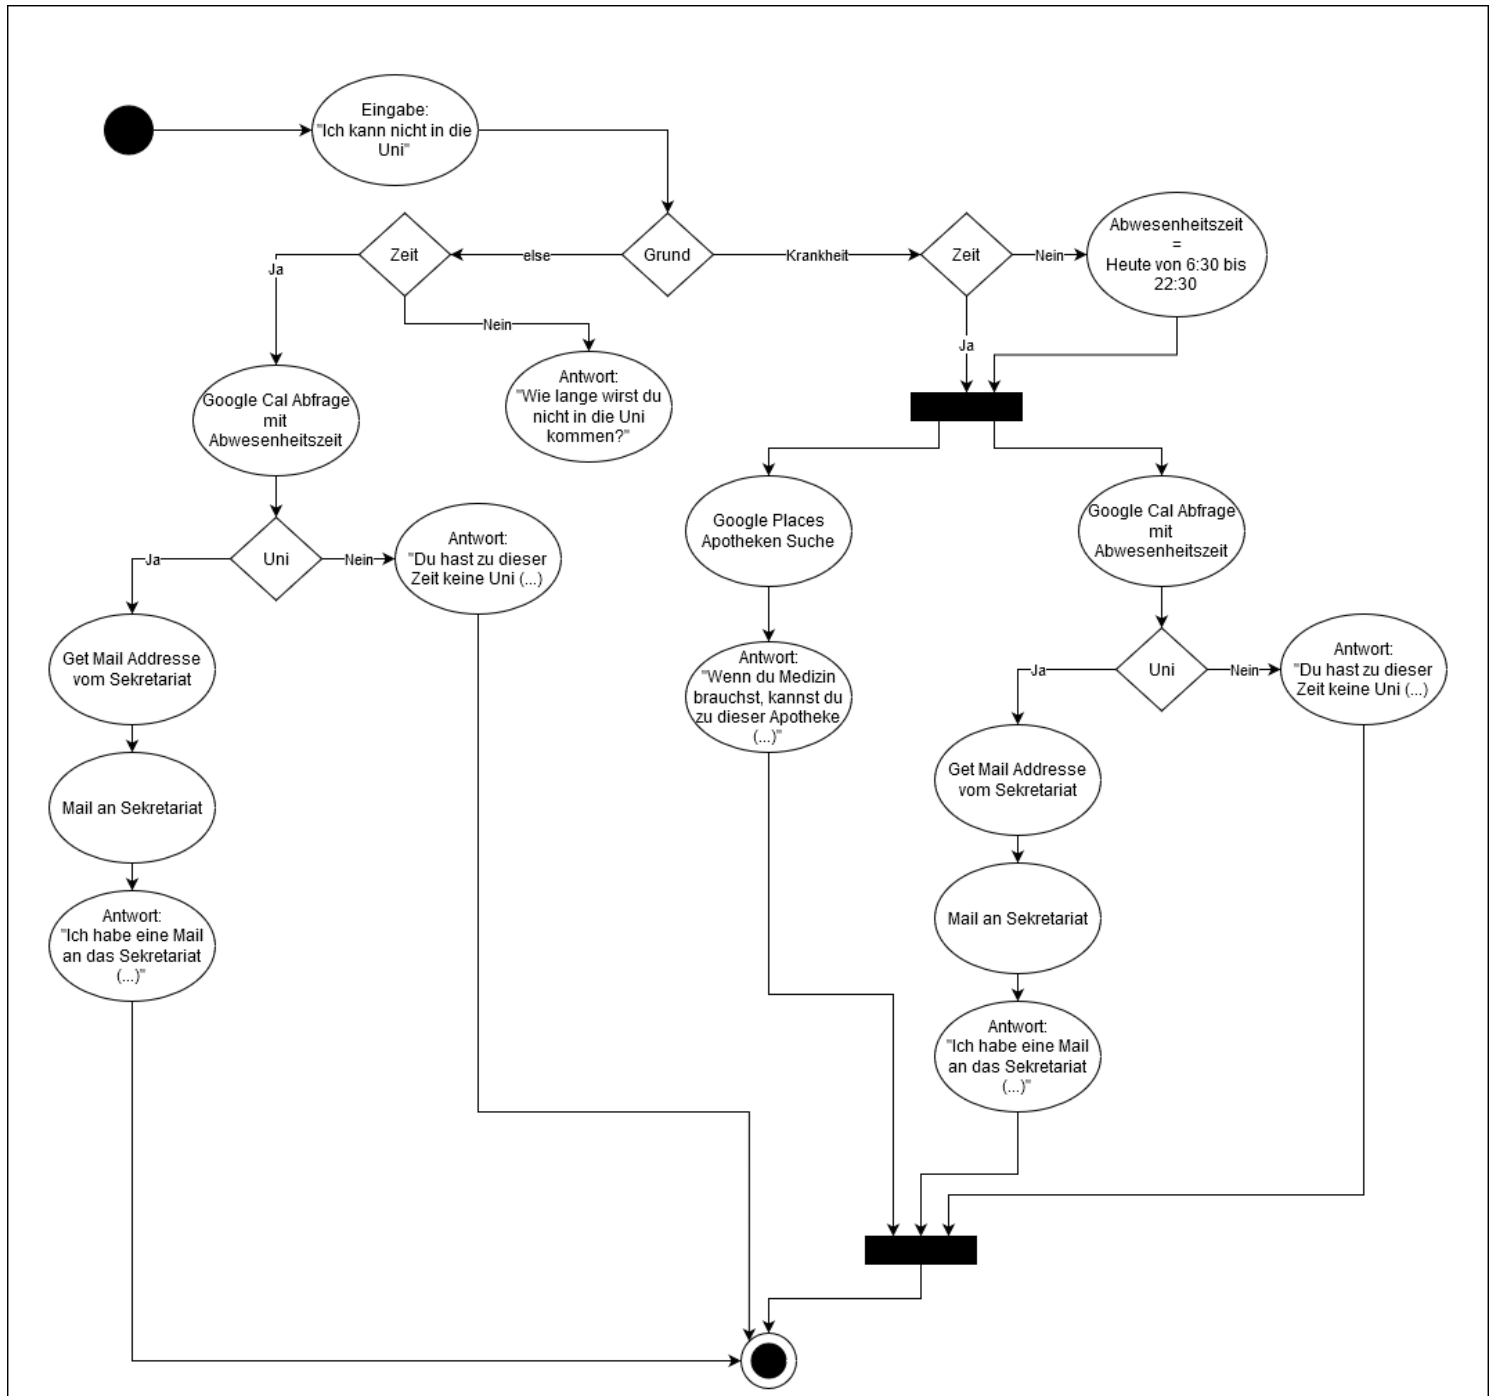 Eingabe:
"Ich kann nicht in die
Uni"
Grund
else
Krankheit
Zeit
Ja
Nein
Antwort:
"Wie lange wirst du
nicht in die Uni
kommen?"
Google Cal Abfrage
mit
Abwesenheitszeit
Uni
Nein
Antwort:
"Du hast zu dieser
Zeit keine Uni (...)
Ja
Get Mail Addresse
vom Sekretariat
Mail an Sekretariat
Antwort:
"Ich habe eine Mail
an das Sekretariat
(...)"
Zeit
Nein
Abwesenheitszeit
=
Heute von 6:30 bis
22:30
Ja
Google Places
Apotheken Suche
Antwort:
"Wenn du Medizin
brauchst, kannst du
zu dieser Apotheke
(...)"
Google Cal Abfrage
mit
Abwesenheitszeit
Uni
Nein
Antwort:
"Du hast zu dieser
Zeit keine Uni (...)
Ja
Get Mail Addresse
vom Sekretariat
Mail an Sekretariat
Antwort:
"Ich habe eine Mail
an das Sekretariat
(...)"